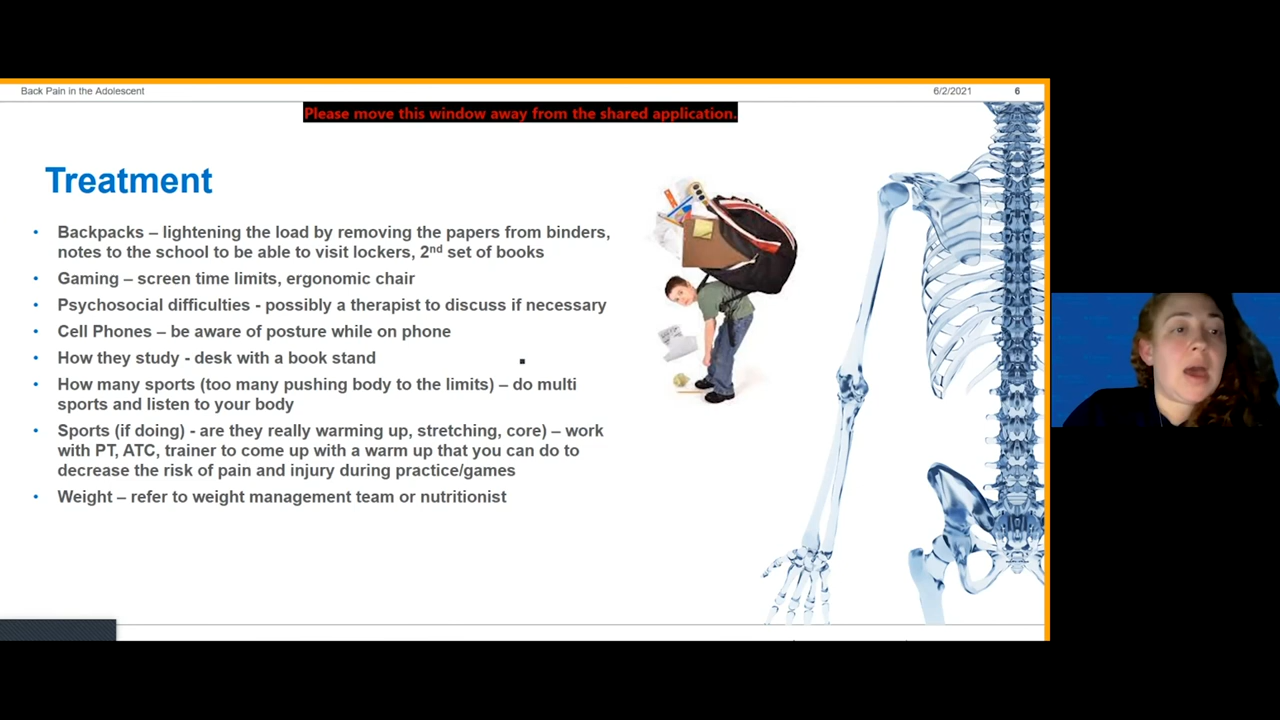 Back Pain in the Adolescent
6/2/2021
6
Please move this window away from the shared application.
Treatment
• Backpacks – lightening the load by removing the papers from binders,
notes to the school to be able to visit lockers, 2nd set of books
• Gaming – screen time limits, ergonomic chair
• Psychosocial difficulties - possibly a therapist to discuss if necessary
• Cell Phones – be aware of posture while on phone
• How they study - desk with a book stand
• How many sports (too many pushing body to the limits) – do multi
sports and listen to your body
• Sports (if doing) - are they really warming up, stretching, core) – work
with PT, ATC, trainer to come up with a warm up that you can do to
decrease the risk of pain and injury during practice/games
• Weight – refer to weight management team or nutritionist